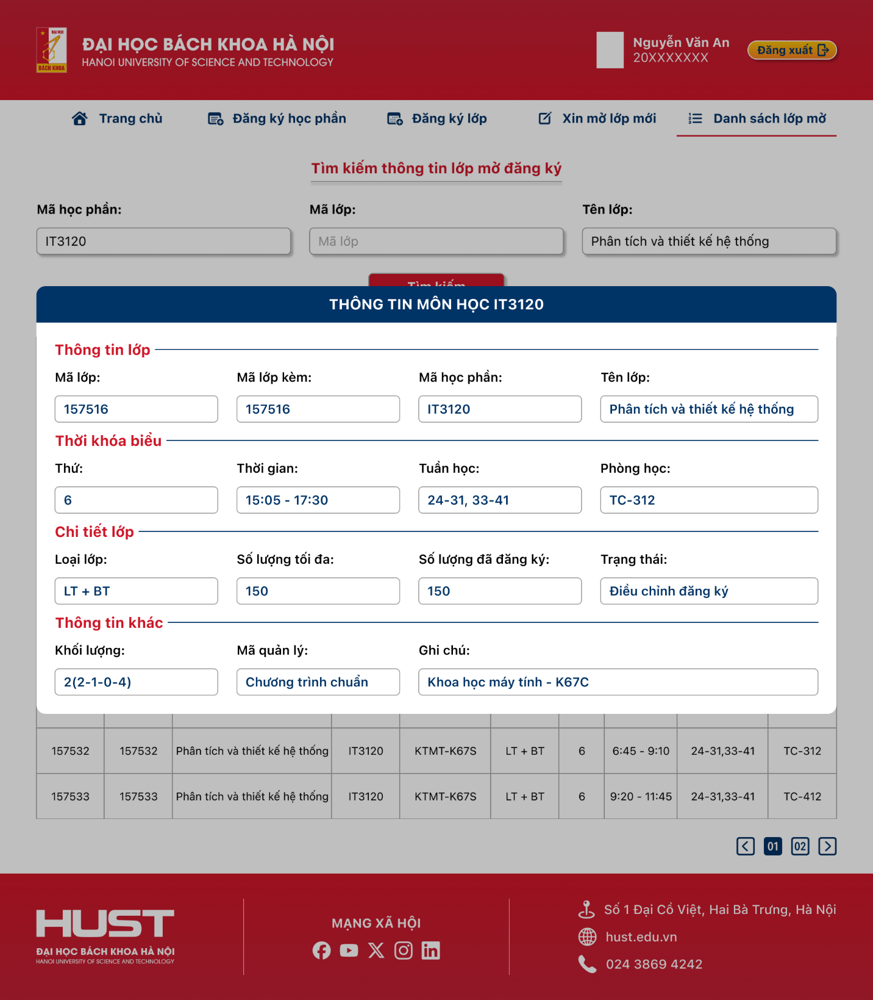 ĐẠI HỌC
BÁCH KHOA
ĐẠI HỌC BÁCH KHOA HÀ NỘI
HANOI UNIVERSITY OF SCIENCE AND TECHNOLOGY
Nguyễn Văn An
20XXXXXXX
Đăng xuất
Trang chủ Đăng ký học phần Đăng ký lớp Xin mở lớp mới Danh sách lớp mở
Tìm kiếm thông tin lớp mở đăng ký
Mã học phần: Mã lớp: Tên lớp:
IT3120 Mã lớp Phân tích và thiết kế hệ thống
Tìm kiếm
THÔNG TIN MÔN HỌC IT3120
Thông tin lớp
Mã lớp: Mã lớp kèm: Mã học phần: Tên lớp:
157516 157516 IT3120 Phân tích và thiết kế hệ thống
Thời khóa biểu
Thứ: Thời gian: Tuần học: Phòng học:
6 15:05 - 17:30 24-31, 33-41 TC-312
Chi tiết lớp
Loại lớp: Số lượng tối đa: Số lượng đã đăng ký: Trạng thái:
LT + BT 150 150 Điều chỉnh đăng ký
Thông tin khác
Khối lượng: Mã quản lý: Ghi chú:
2(2-1-0-4) Chương trình chuẩn Khoa học máy tính - K67C
157532 157532 Phân tích và thiết kế hệ thống IT3120 KTMT-K67S LT + BT 6 6:45 - 9:10 24-31,33-41 TC-312
157533 157533 Phân tích và thiết kế hệ thống IT3120 KTMT-K67S LT + BT 6 9:20 - 11:45 24-31,33-41 TC-412
01 02
HUST
ĐẠI HỌC BÁCH KHOA HÀ NỘI
HANOI UNIVERSITY OF SCIENCE AND TECHNOLOGY
MẠNG XÃ HỘI
Số 1 Đại Cồ Việt, Hai Bà Trưng, Hà Nội
hust.edu.vn
024 3869 4242